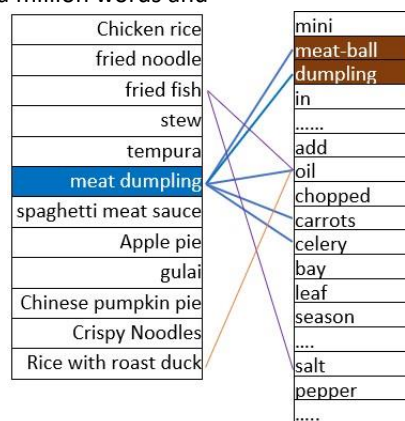 a million words and
Chicken rice
fried noodle
fried fish
stew
tempura
meat dumpling
spaghetti meat sauce
Apple pie
gulai
Chinese pumpkin pie
Crispy Noodles
Rice with roast duck
mini
meat-ball
dumpling
in
......
add
oil
chopped
carrots
celery
bay
leaf
season
....
salt
pepper
.....